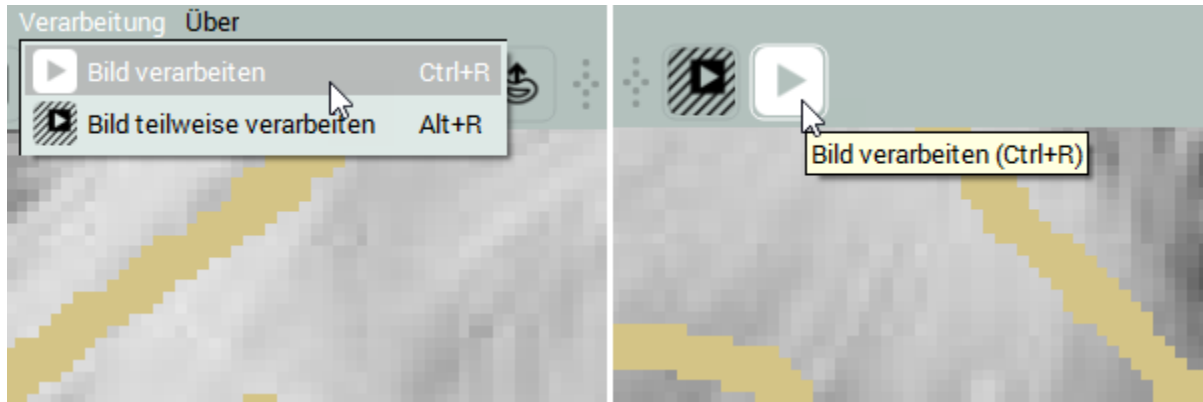 Verarbeitung Über
Bild verarbeiten Ctrl+R
Bild teilweise verarbeiten Alt+R
Bild verarbeiten (Ctrl+R)